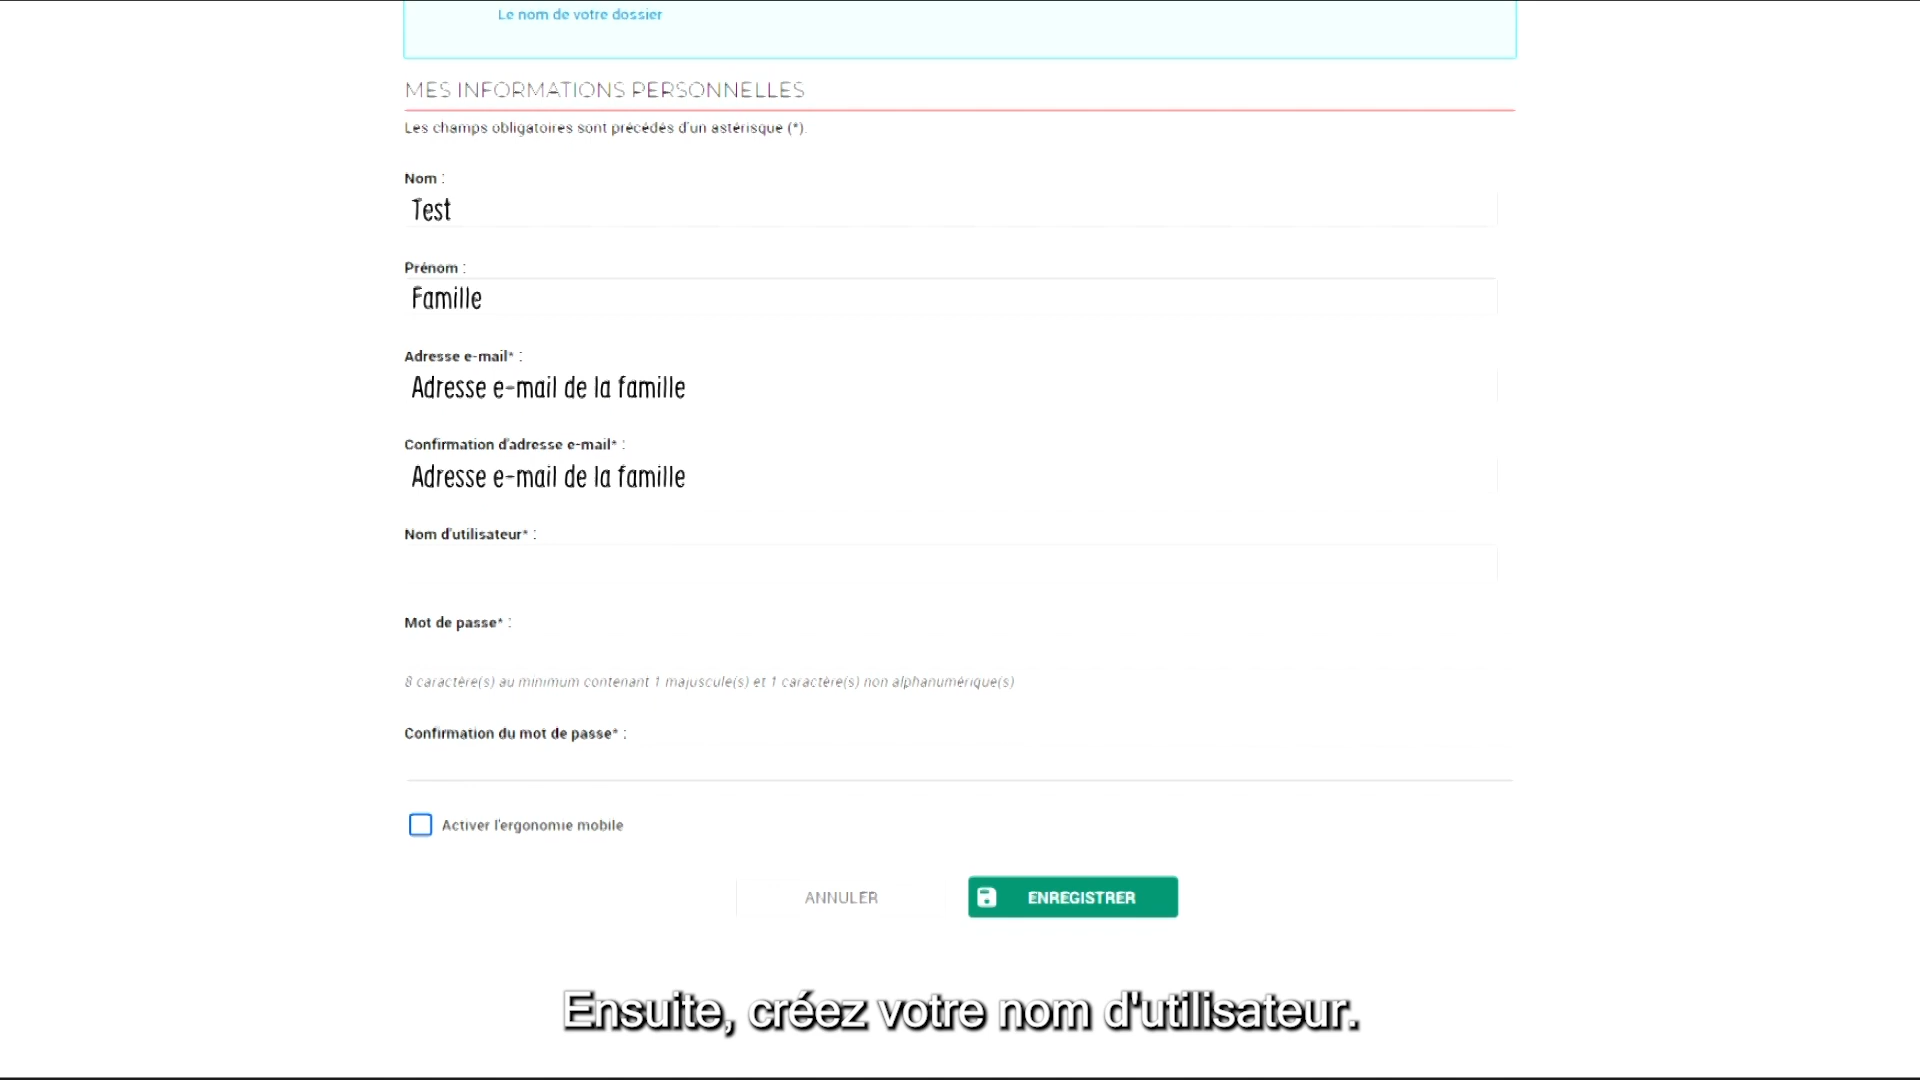 Le nom de votre dossier
MES INFORMATIONS PERSONNELLES
Les champs obligatoires sont précédés d'un astérisque (*).
Nom :
Test
Prénom :
Famille
Adresse e-mail* :
Adresse e-mail de la famille
Confirmation d'adresse e-mail* :
Adresse e-mail de la famille
Nom d'utilisateur* :
Mot de passe* :
8 caractère(s) au minimum contenant 1 majuscule(s) et 1 caractère(s) non alphanumérique(s)
Confirmation du mot de passe* :
Activer l'ergonomie mobile
ANNULER
ENREGISTRER
Ensuite, créez votre nom d'utilisateur.